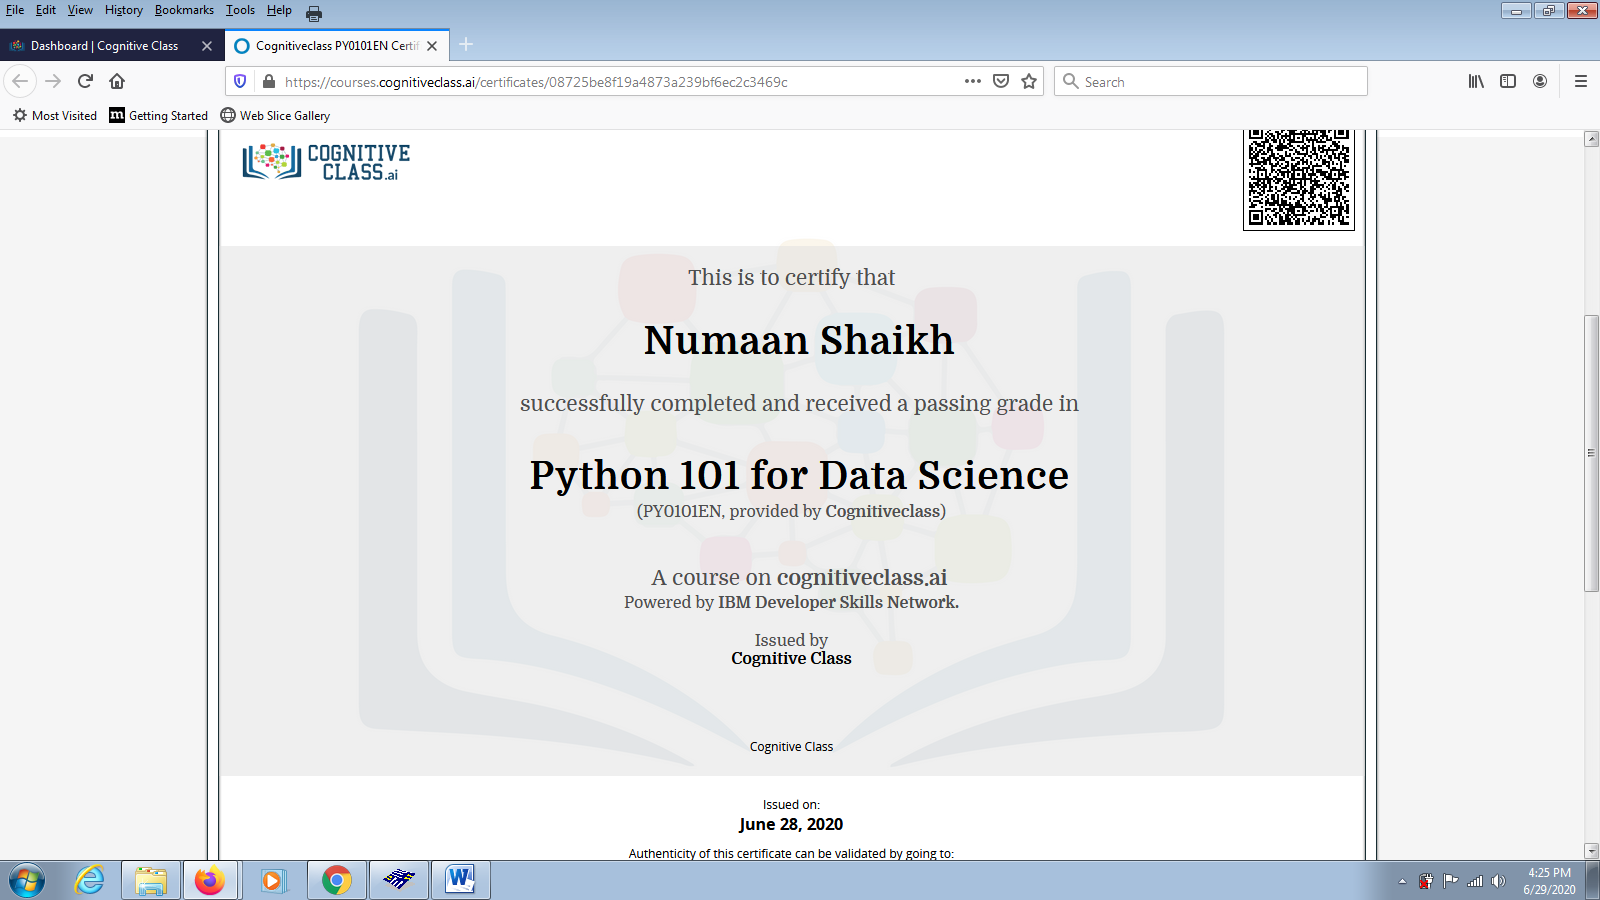 File Edit View History Bookmarks Tools Help
Dashboard | Cognitive Class
Cognitiveclass PY0101EN Certif
https://courses.cognitiveclass.ai/certificates/08725be8f19a4873a239bf6ec2c3469c
Search
Most Visited
m Getting Started
Web Slice Gallery
COGNITIVE
CLASS.ai
This is to certify that
Numaan Shaikh
successfully completed and received a passing grade in
Python 101 for Data Science
(PY0101EN, provided by Cognitiveclass)
A course on cognitiveclass.ai
Powered by IBM Developer Skills Network.
Issued by
Cognitive Class
Cognitive Class
Issued on:
June 28, 2020
Authenticity of this certificate can be validated by going to:
W
4:25 PM
6/29/2020